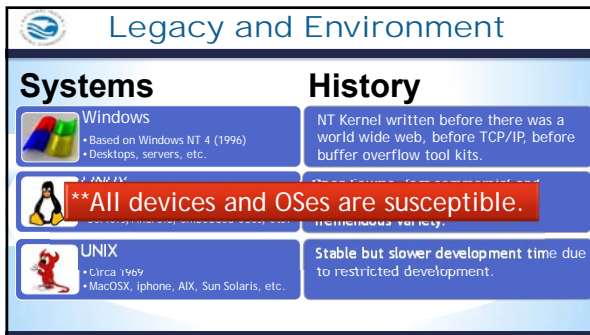 Legacy and Environment
Systems
History
Windows
• Based on Windows NT 4 (1996)
• Desktops, servers, etc.
NT Kernel written before there was a
world wide web, before TCP/IP, before
buffer overflow tool kits.
**All devices and OSes are susceptible.
tremendous variety.
UNIX
• Circa 1969
• MacOSX, iphone, AIX, Sun Solaris, etc.
Stable but slower development time due
to restricted development.